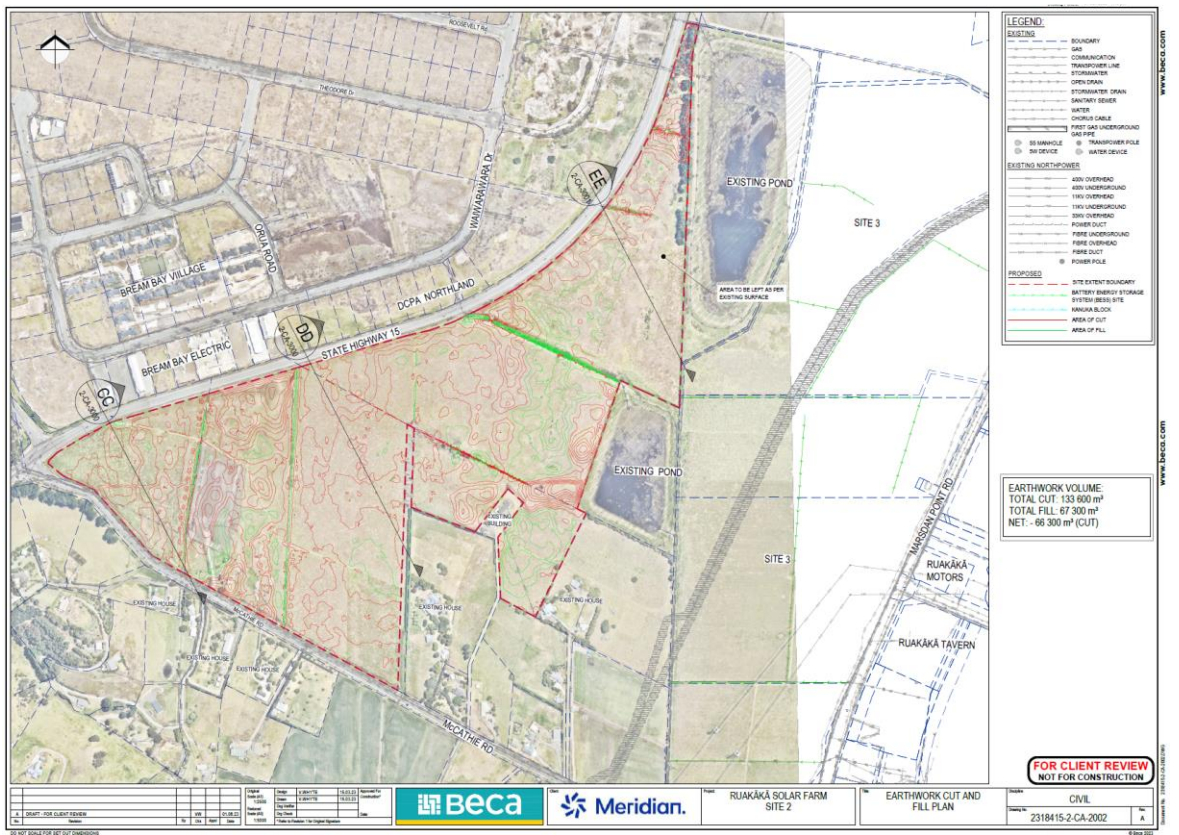 ROOSEVELT Rd
THEODORE Dr
WAIWARAWARA Dr
ORUA ROAD
BREAM BAY VIILLAGE
DCPA NORTHLAND
STATE HIGHWAY 15
BREAM BAY ELECTRIC
CC
DD
EE
EXISTING POND
SITE 3
AREA TO BE LEFT AS PER
EXISTING SURFACE
EXISTING POND
EXISTING
BUILDING
SITE 3
EXISTING HOUSE
EXISTING HOUSE
EXISTING HOUSE
EXISTING HOUSE
EXISTING HOUSE
McCATHIE RD
McCATHIE RD
MARSDAN POINT RD
RUAKĀKĀ
MOTORS
RUAKĀKĀ TAVERN
LEGEND:
EXISTING
BOUNDARY
GAS
COMMUNICATION
TRANSPOWER LINE
STORMWATER
OPEN DRAIN
STORMWATER DRAIN
SANITARY SEWER
WATER
CHORUS CABLE
FIRST GAS UNDERGROUND
GAS PIPE
SS MANHOLE
TRANSPOWER POLE
SW DEVICE
WATER DEVICE
EXISTING NORTHPOWER
400V OVERHEAD
400V UNDERGROUND
11KV OVERHEAD
11KV UNDERGROUND
33KV OVERHEAD
POWER DUCT
FIBRE UNDERGROUND
FIBRE OVERHEAD
FIBRE DUCT
POWER POLE
PROPOSED
SITE EXTENT BOUNDARY
BATTERY ENERGY STORAGE
SYSTEM (BESS) SITE
KANUKA BLOCK
AREA OF CUT
AREA OF FILL
www.beca.com
www.beca.com
EARTHWORK VOLUME:
TOTAL CUT: 133 600 m³
TOTAL FILL: 67 300 m³
NET: - 66 300 m³ (CUT)
FOR CLIENT REVIEW
NOT FOR CONSTRUCTION
A DRAFT - FOR CLIENT REVIEW
Beca
Meridian.
RUAKĀKĀ SOLAR FARM
SITE 2
EARTHWORK CUT AND
FILL PLAN
CIVIL
2318415-2-CA-2002
A
DO NOT SCALE FOR SET OUT DIMENSIONS
© Beca 2023